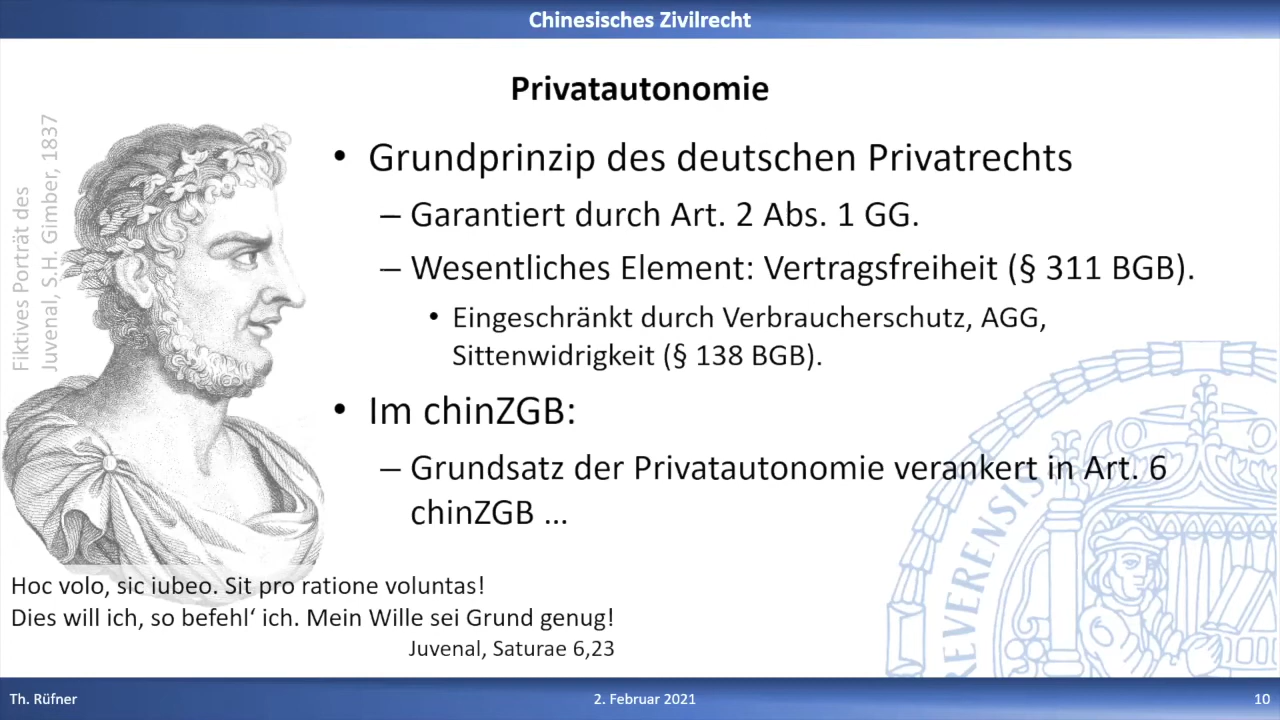 Chinesisches Zivilrecht
Privatautonomie
Fiktives Porträt des
Juvenal, S.H. Gimber, 1837
• Grundprinzip des deutschen Privatrechts
– Garantiert durch Art. 2 Abs. 1 GG.
– Wesentliches Element: Vertragsfreiheit (§ 311 BGB).
• Eingeschränkt durch Verbraucherschutz, AGG,
Sittenwidrigkeit (§ 138 BGB).
• Im chinZGB:
– Grundsatz der Privatautonomie verankert in Art. 6
chinZGB ...
Hoc volo, sic iubeo. Sit pro ratione voluntas!
Dies will ich, so befehl‘ ich. Mein Wille sei Grund genug!
Juvenal, Saturae 6,23
Th. Rüfner
2. Februar 2021
10